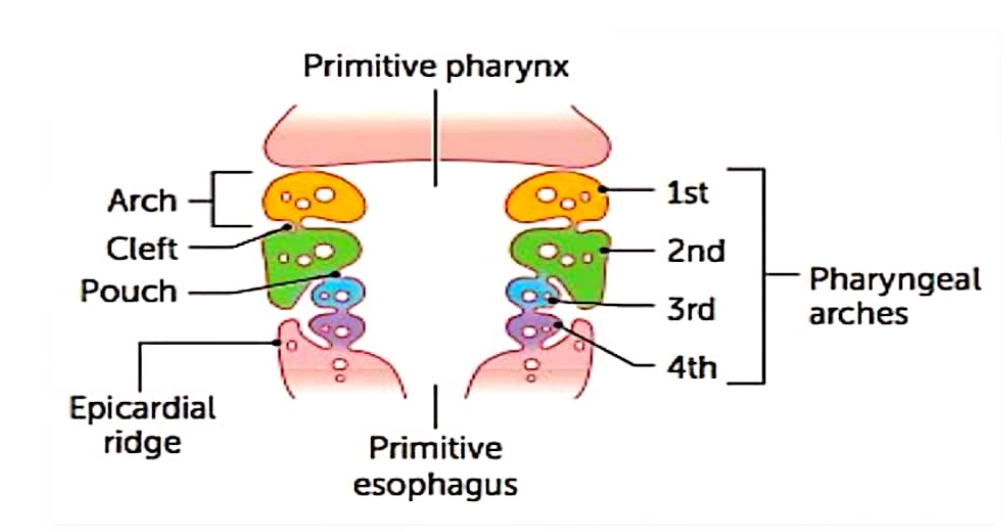 Primitive pharynx
Arch
Cleft
Pouch
Epicardial
ridge
1st
2nd
3rd
4th
Pharyngeal
arches
Primitive
esophagus